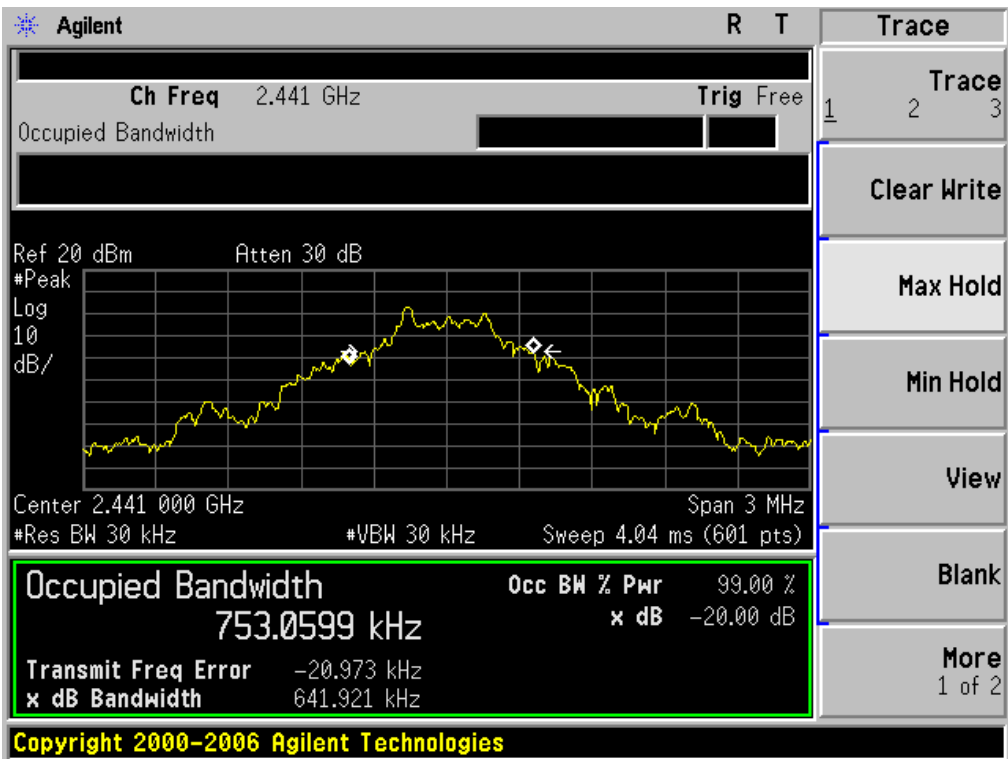 Agilent R T Trace
Ch Freq 2.441 GHz Trig Free
Occupied Bandwidth
Trace
1 2 3
Clear Write
Max Hold
Min Hold
View
Blank
More
1 of 2
Ref 20 dBm Atten 30 dB
#Peak
Log
10
dB/
Center 2.441 000 GHz Span 3 MHz
#Res BW 30 kHz #VBW 30 kHz Sweep 4.04 ms (601 pts)
Occupied Bandwidth Occ BW % Pwr 99.00 %
753.0599 kHz x dB -20.00 dB
Transmit Freq Error -20.973 kHz
x dB Bandwidth 641.921 kHz
Copyright 2000-2006 Agilent Technologies